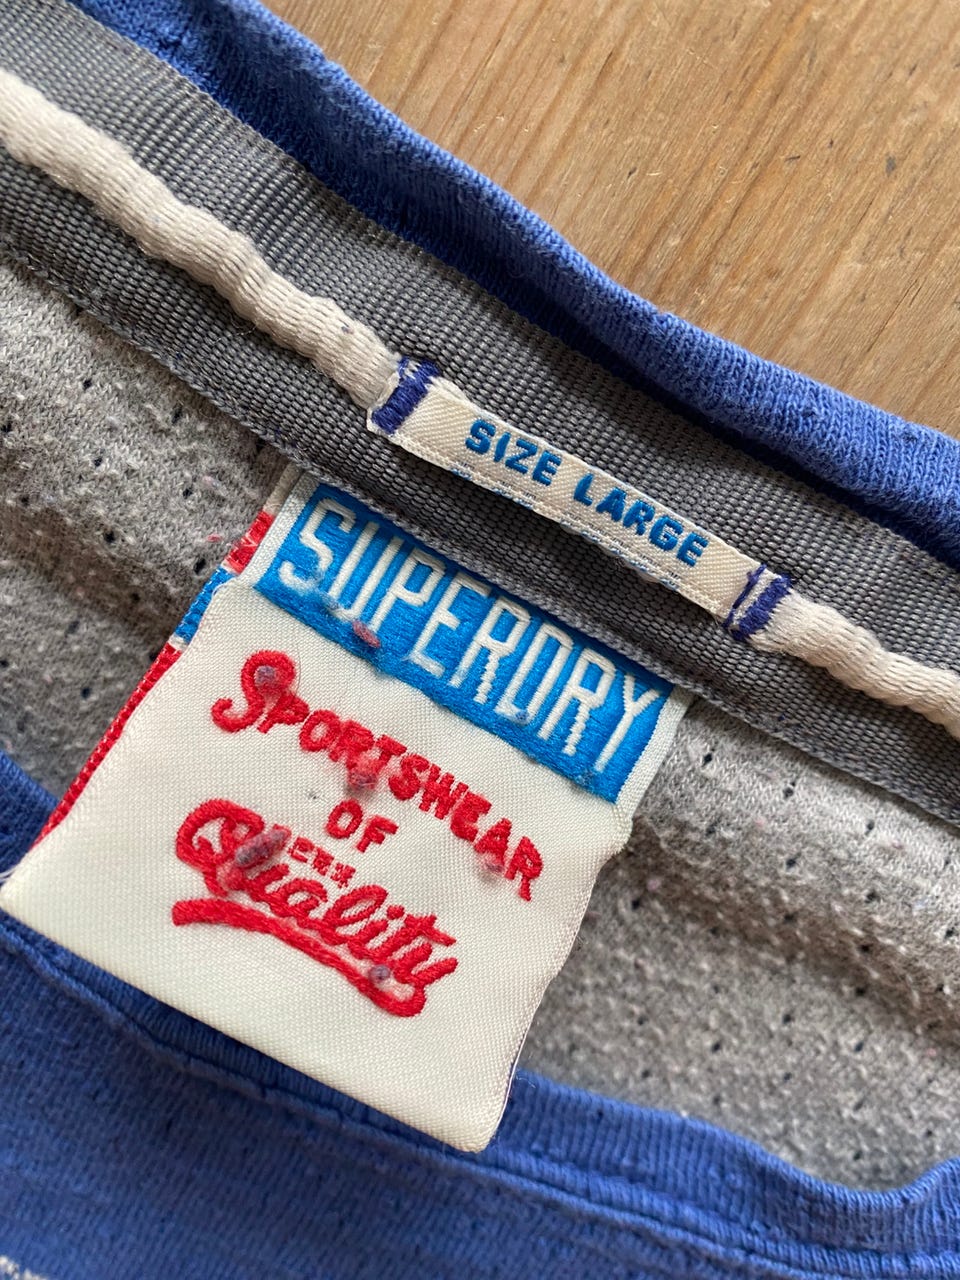 SIZE LARGE
SUPERDRY
SPORTSWEAR
OF
Quality